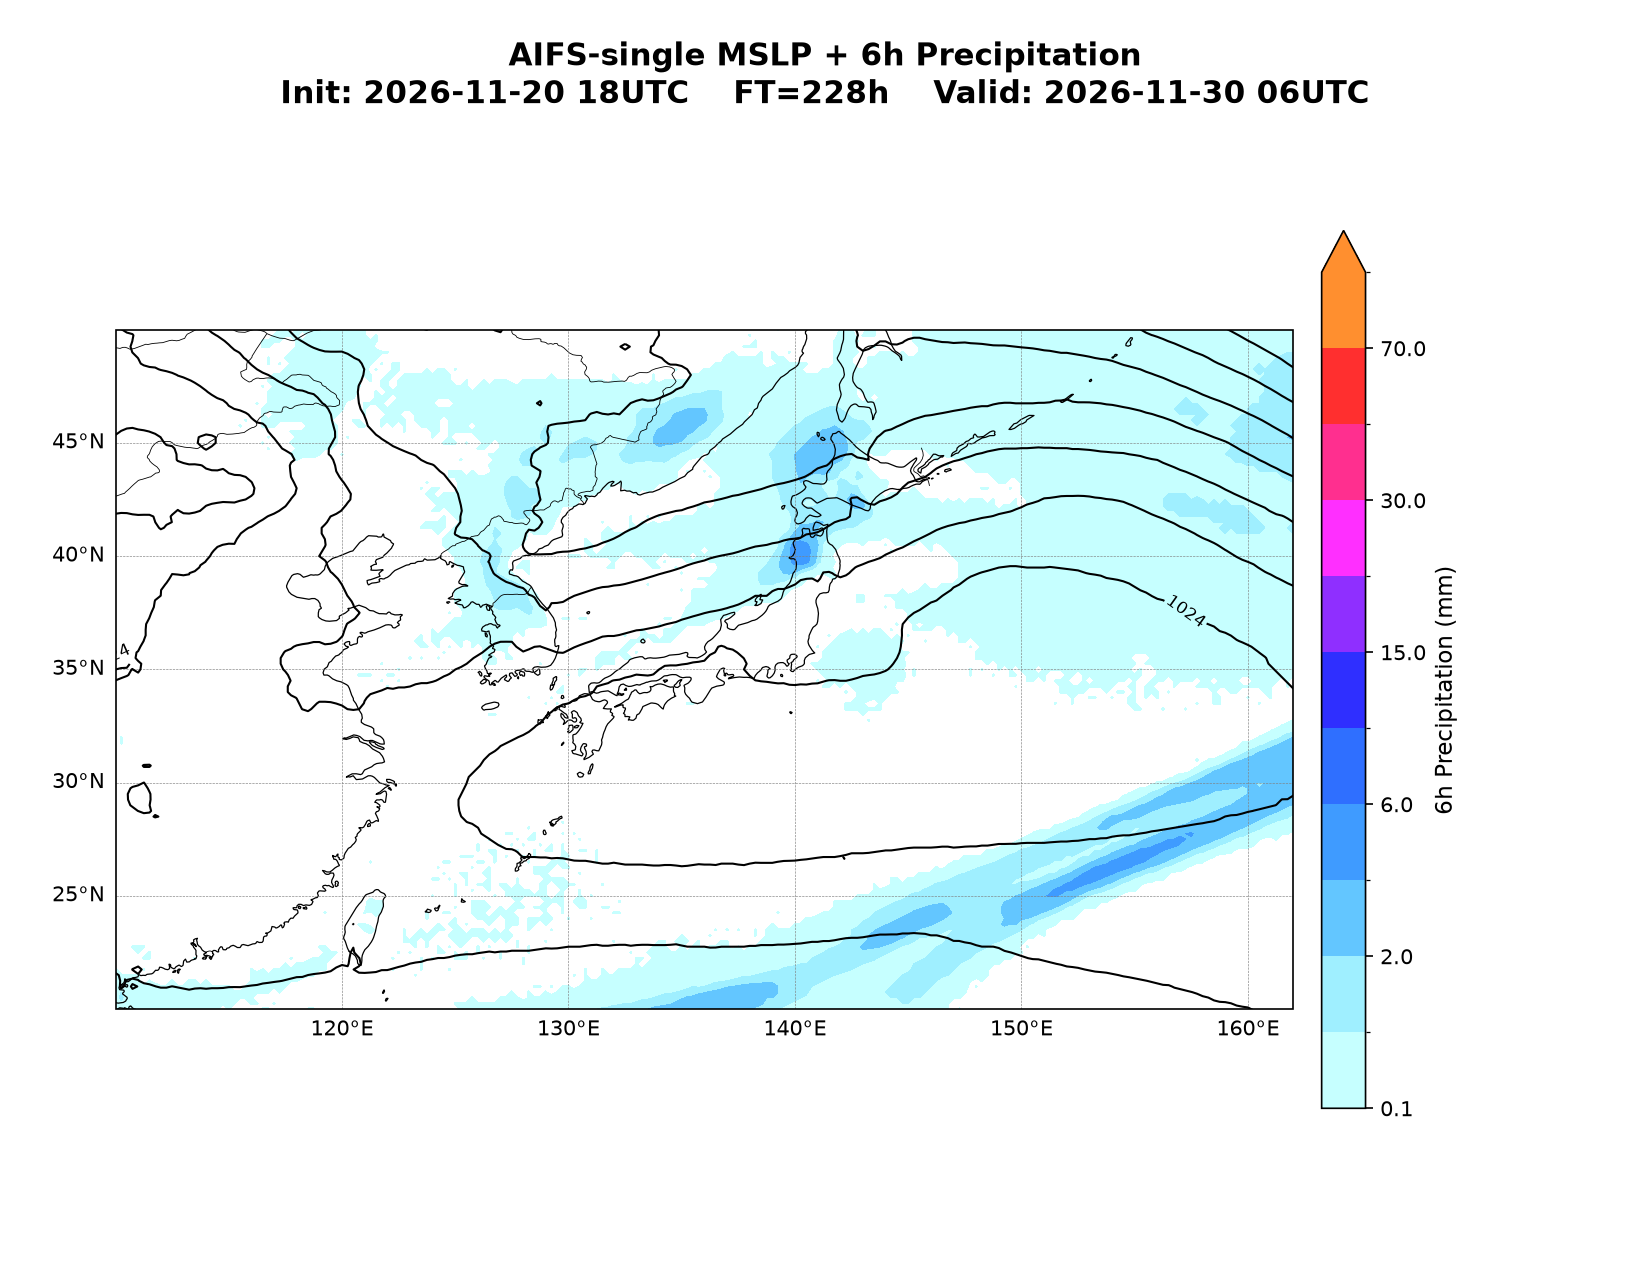 AIFS-single MSLP + 6h Precipitation
Init: 2026-11-20 18UTC    FT=228h    Valid: 2026-11-30 06UTC
70.0
30.0
15.0
6.0
2.0
0.1
6h Precipitation (mm)
45°N
40°N
35°N
30°N
25°N
1024
4
120°E
130°E
140°E
150°E
160°E